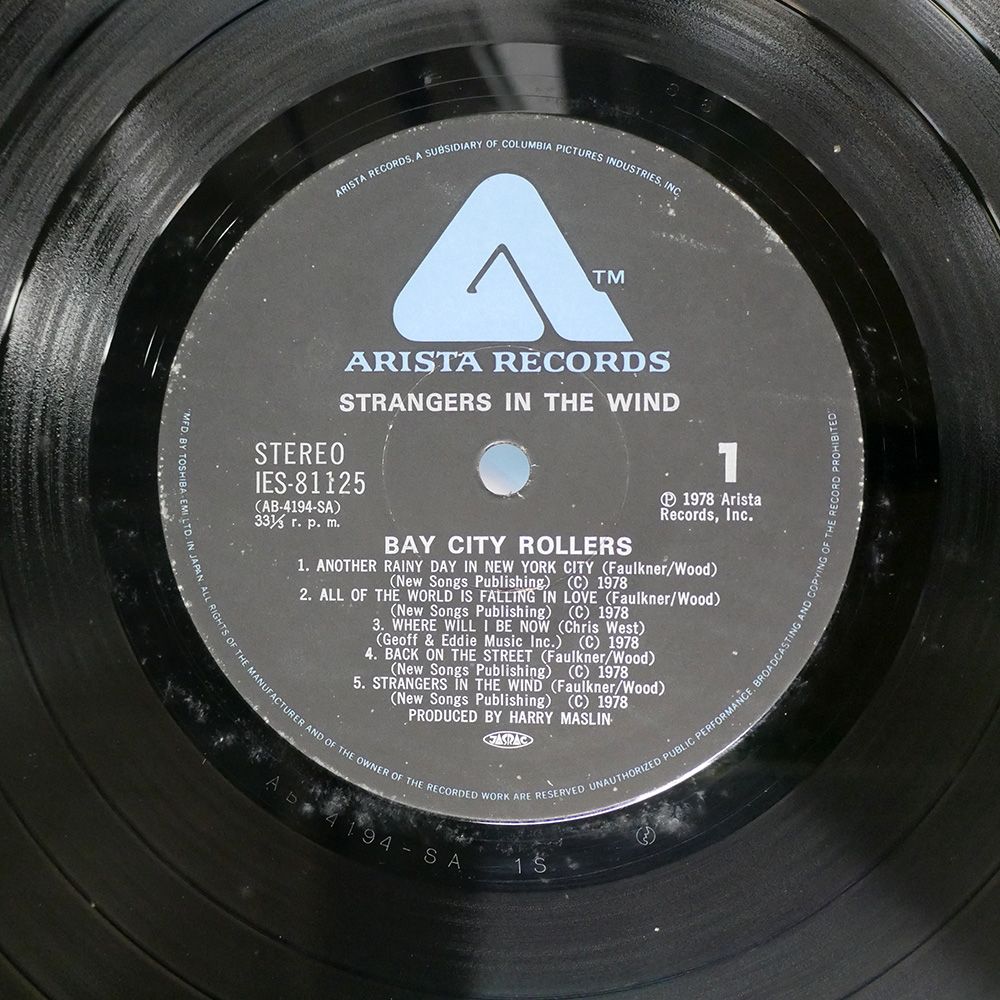 ARISTA RECORDS, A SUBSIDIARY OF COLUMBIA PICTURES INDUSTRIES, INC.
TM
ARISTA RECORDS
STRANGERS IN THE WIND
STEREO
IES-81125
(AB-4194-SA)
33⅓ r. p. m.
1
Ⓟ 1978 Arista
Records, Inc.
BAY CITY ROLLERS
1. ANOTHER RAINY DAY IN NEW YORK CITY (Faulkner/Wood)
(New Songs Publishing) (C) 1978
2. ALL OF THE WORLD IS FALLING IN LOVE (Faulkner/Wood)
(New Songs Publishing) (C) 1978
3. WHERE WILL I BE NOW (Chris West)
(Geoff & Eddie Music Inc.) (C) 1978
4. BACK ON THE STREET (Faulkner/Wood)
(New Songs Publishing) (C) 1978
5. STRANGERS IN THE WIND (Faulkner/Wood)
(New Songs Publishing) (C) 1978
PRODUCED BY HARRY MASLIN
JASRAC
"MFD. BY TOSHIBA EMI LTD. IN JAPAN. ALL RIGHTS OF THE MANUFACTURER AND OF THE OWNER OF THE RECORDED WORK ARE RESERVED UNAUTHORIZED PUBLIC PERFORMANCE, BROADCASTING AND COPYING OF THE RECORD PROHIBITED"
Ab 4194-SA 1S